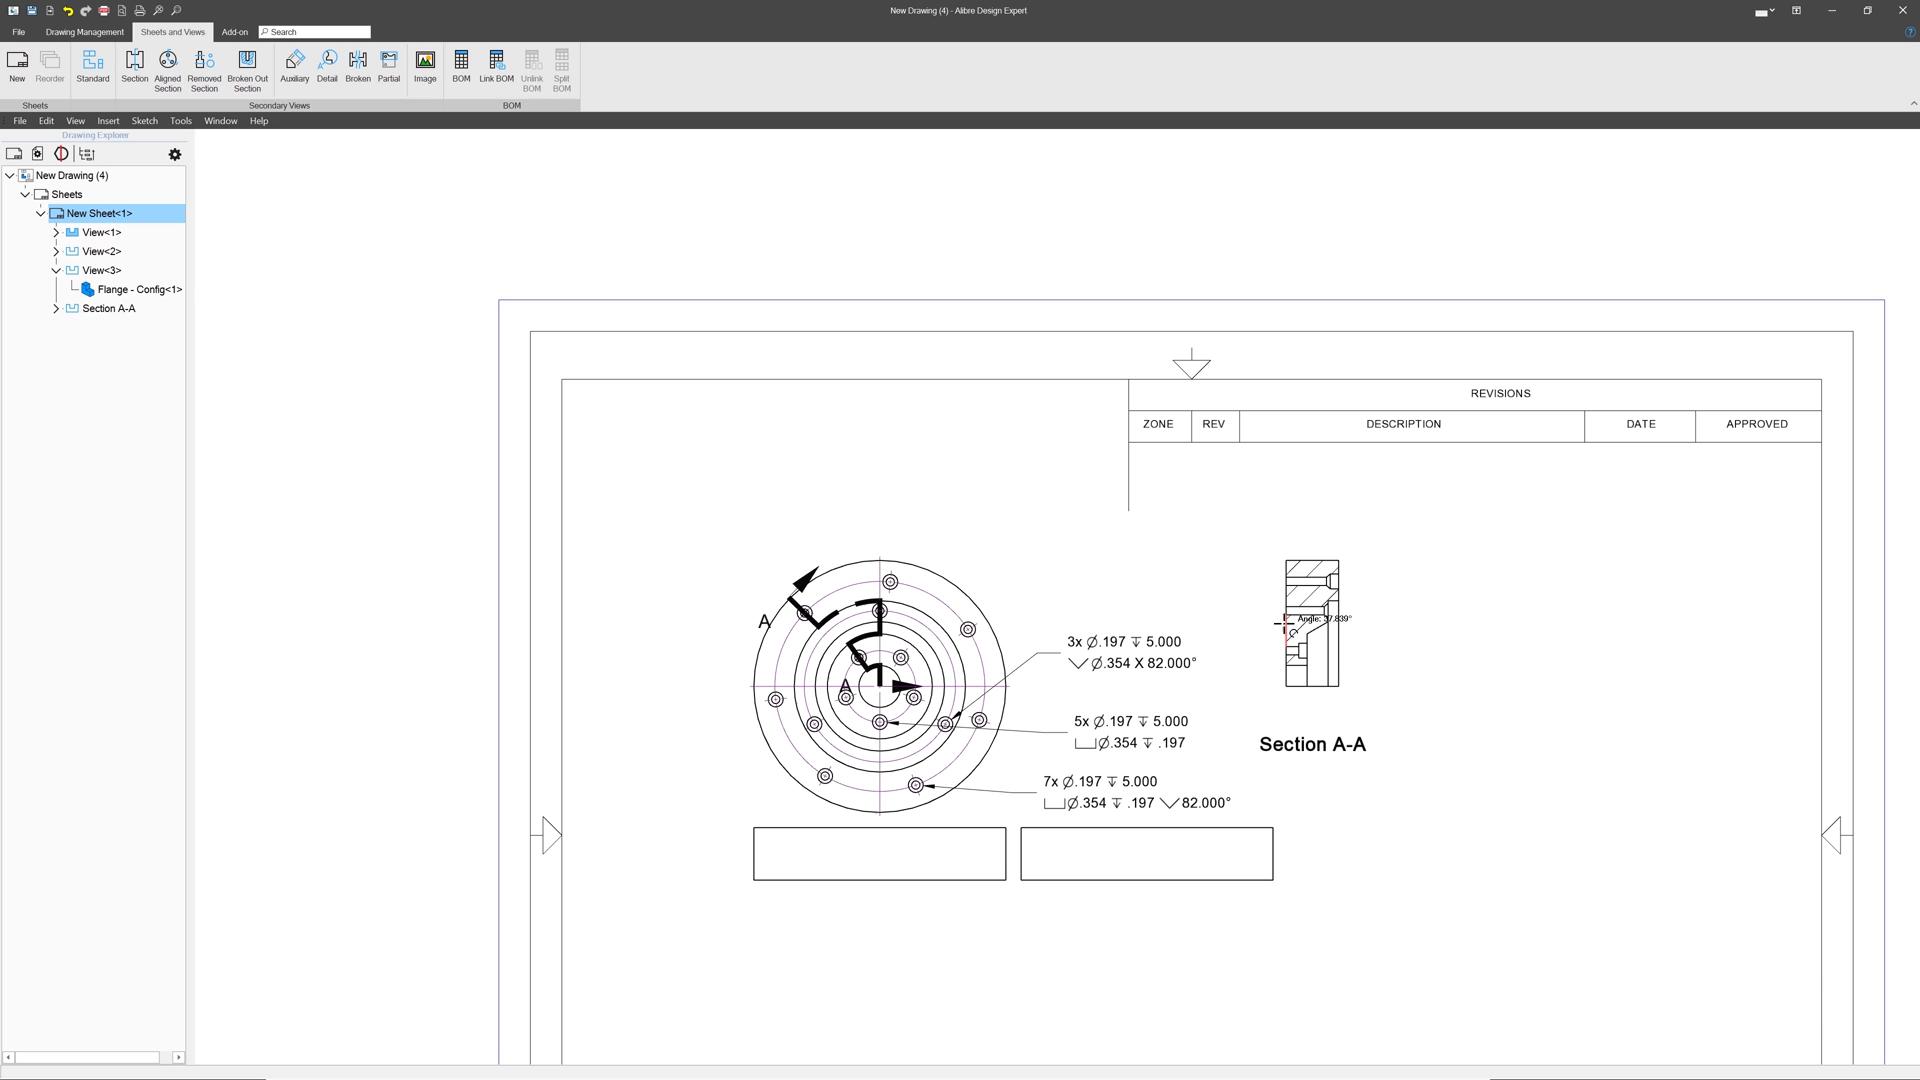 New Drawing (4) - Alibre Design Expert
File
Drawing Management
Sheets and Views
Add-on
Search
New
Reorder
Standard
Section
Aligned
Section
Removed
Section
Broken Out
Section
Auxiliary
Detail
Broken
Partial
Image
BOM
Link BOM
Unlink
BOM
Split
BOM
Sheets
Secondary Views
BOM
File Edit View Insert Sketch Tools Window Help
Drawing Explorer
New Drawing (4)
Sheets
New Sheet<1>
View<1>
View<2>
View<3>
Flange - Config<1>
Section A-A
REVISIONS
ZONE REV DESCRIPTION DATE APPROVED
A
A
3x ⌀.197 ↧ 5.000
⌵⌀.354 X 82.000°
5x ⌀.197 ↧ 5.000
⌴⌀.354 ↧ .197
7x ⌀.197 ↧ 5.000
⌴⌀.354 ↧ .197 ⌵82.000°
Angle: 37.839°
Section A-A